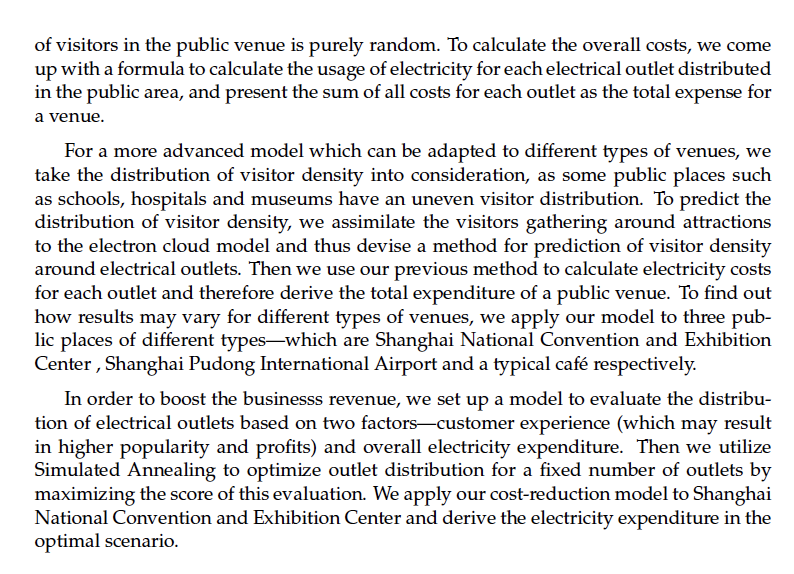 of visitors in the public venue is purely random. To calculate the overall costs, we come
up with a formula to calculate the usage of electricity for each electrical outlet distributed
in the public area, and present the sum of all costs for each outlet as the total expense for
a venue.
For a more advanced model which can be adapted to different types of venues, we
take the distribution of visitor density into consideration, as some public places such
as schools, hospitals and museums have an uneven visitor distribution. To predict the
distribution of visitor density, we assimilate the visitors gathering around attractions
to the electron cloud model and thus devise a method for prediction of visitor density
around electrical outlets. Then we use our previous method to calculate electricity costs
for each outlet and therefore derive the total expenditure of a public venue. To find out
how results may vary for different types of venues, we apply our model to three pub-
lic places of different types—which are Shanghai National Convention and Exhibition
Center , Shanghai Pudong International Airport and a typical café respectively.
In order to boost the businesss revenue, we set up a model to evaluate the distribu-
tion of electrical outlets based on two factors—customer experience (which may result
in higher popularity and profits) and overall electricity expenditure. Then we utilize
Simulated Annealing to optimize outlet distribution for a fixed number of outlets by
maximizing the score of this evaluation. We apply our cost-reduction model to Shanghai
National Convention and Exhibition Center and derive the electricity expenditure in the
optimal scenario.